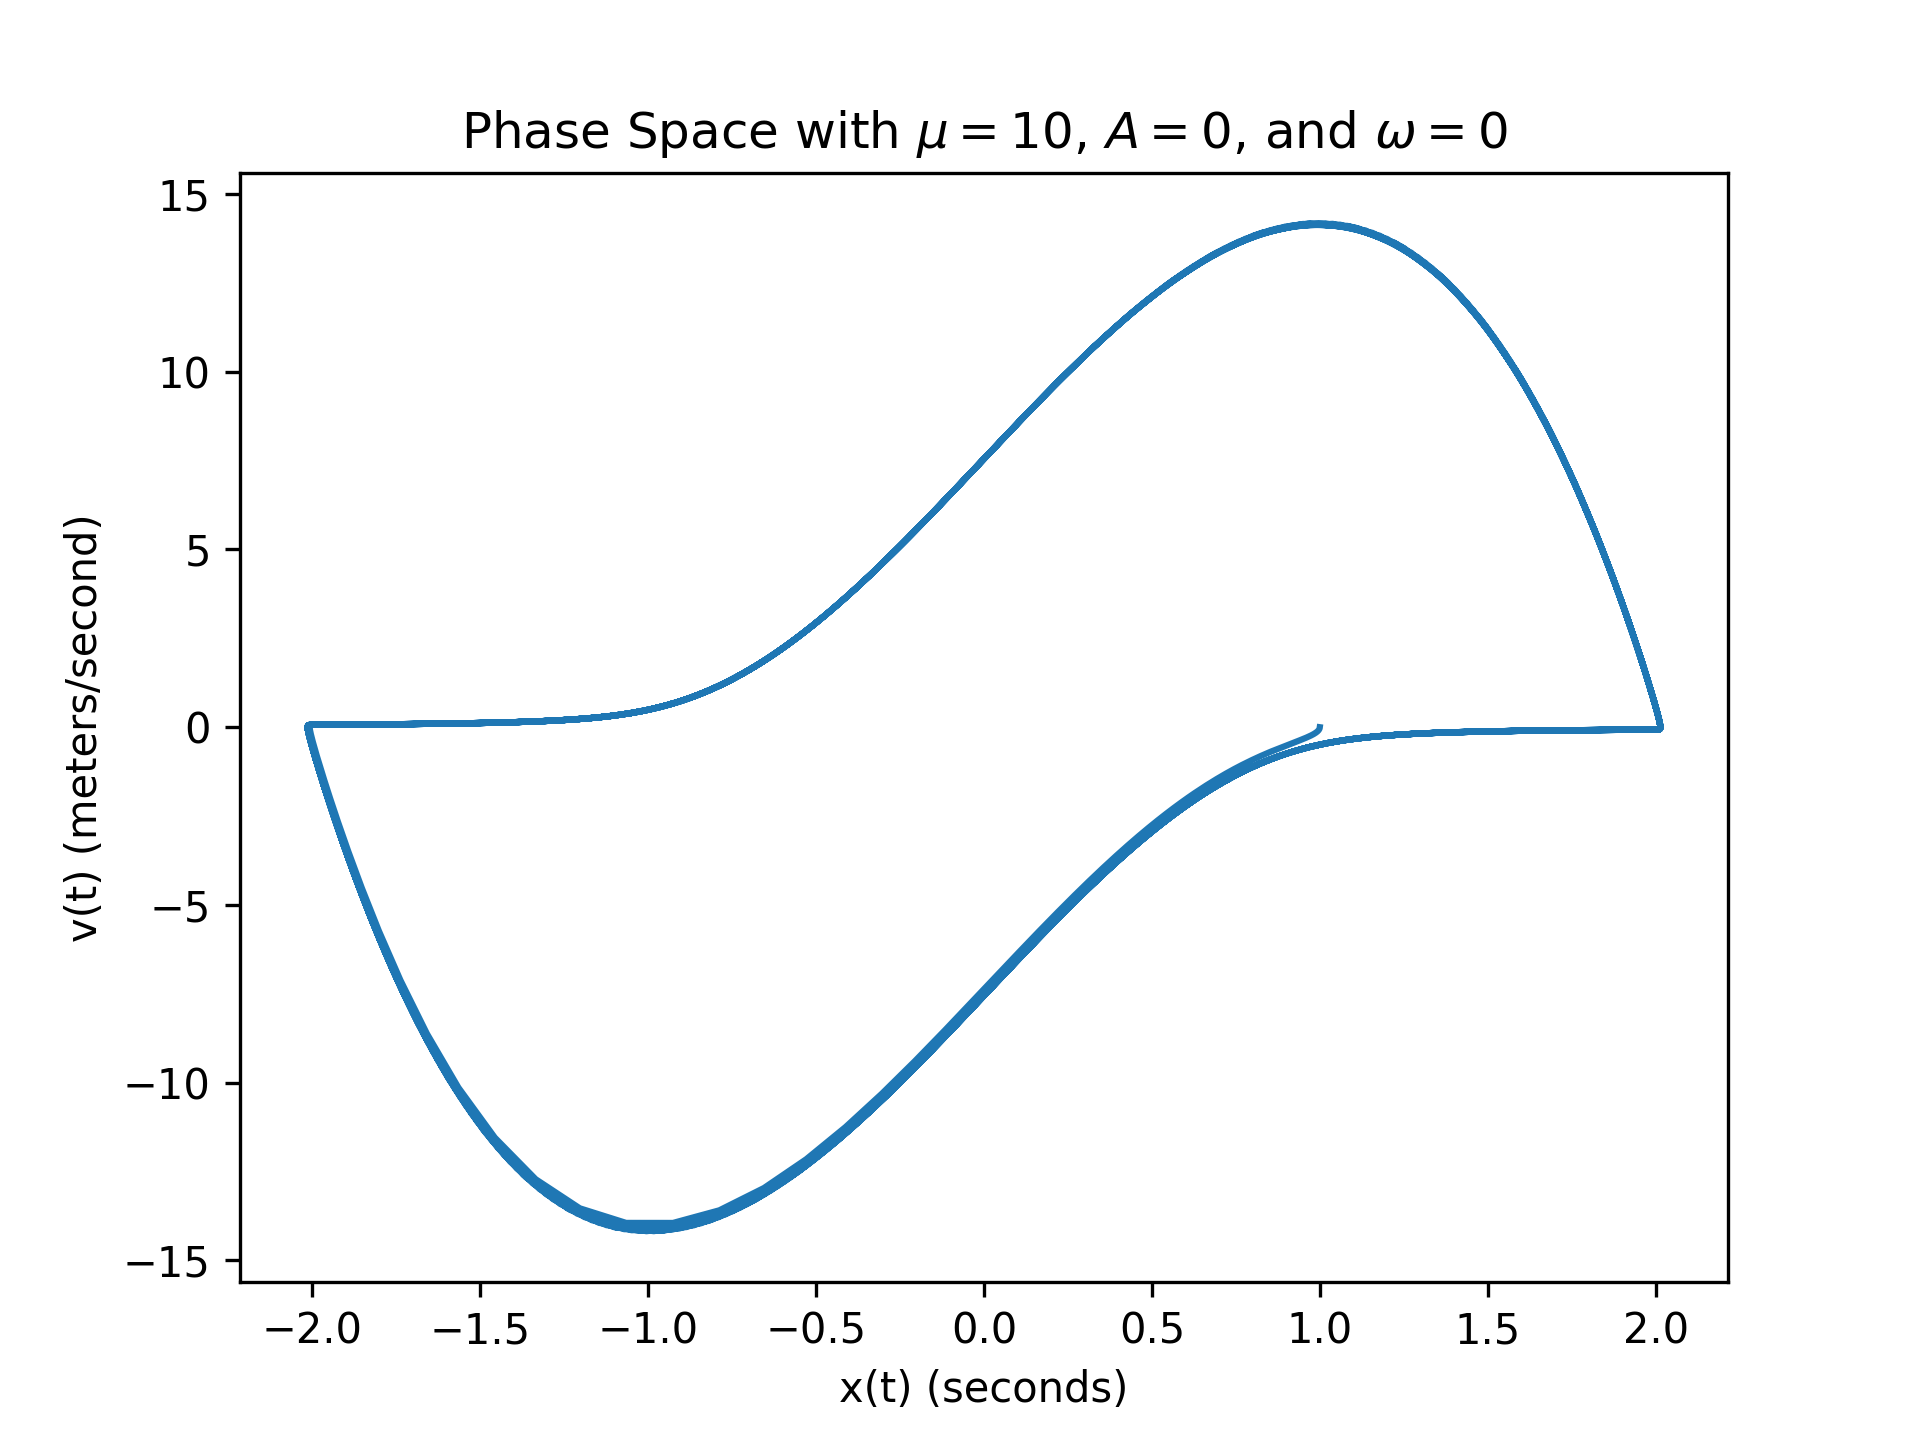 Phase Space with μ = 10, A = 0, and ω = 0
15
10
5
0
−5
−10
−15
v(t) (meters/second)
−2.0 −1.5 −1.0 −0.5 0.0 0.5 1.0 1.5 2.0
x(t) (seconds)